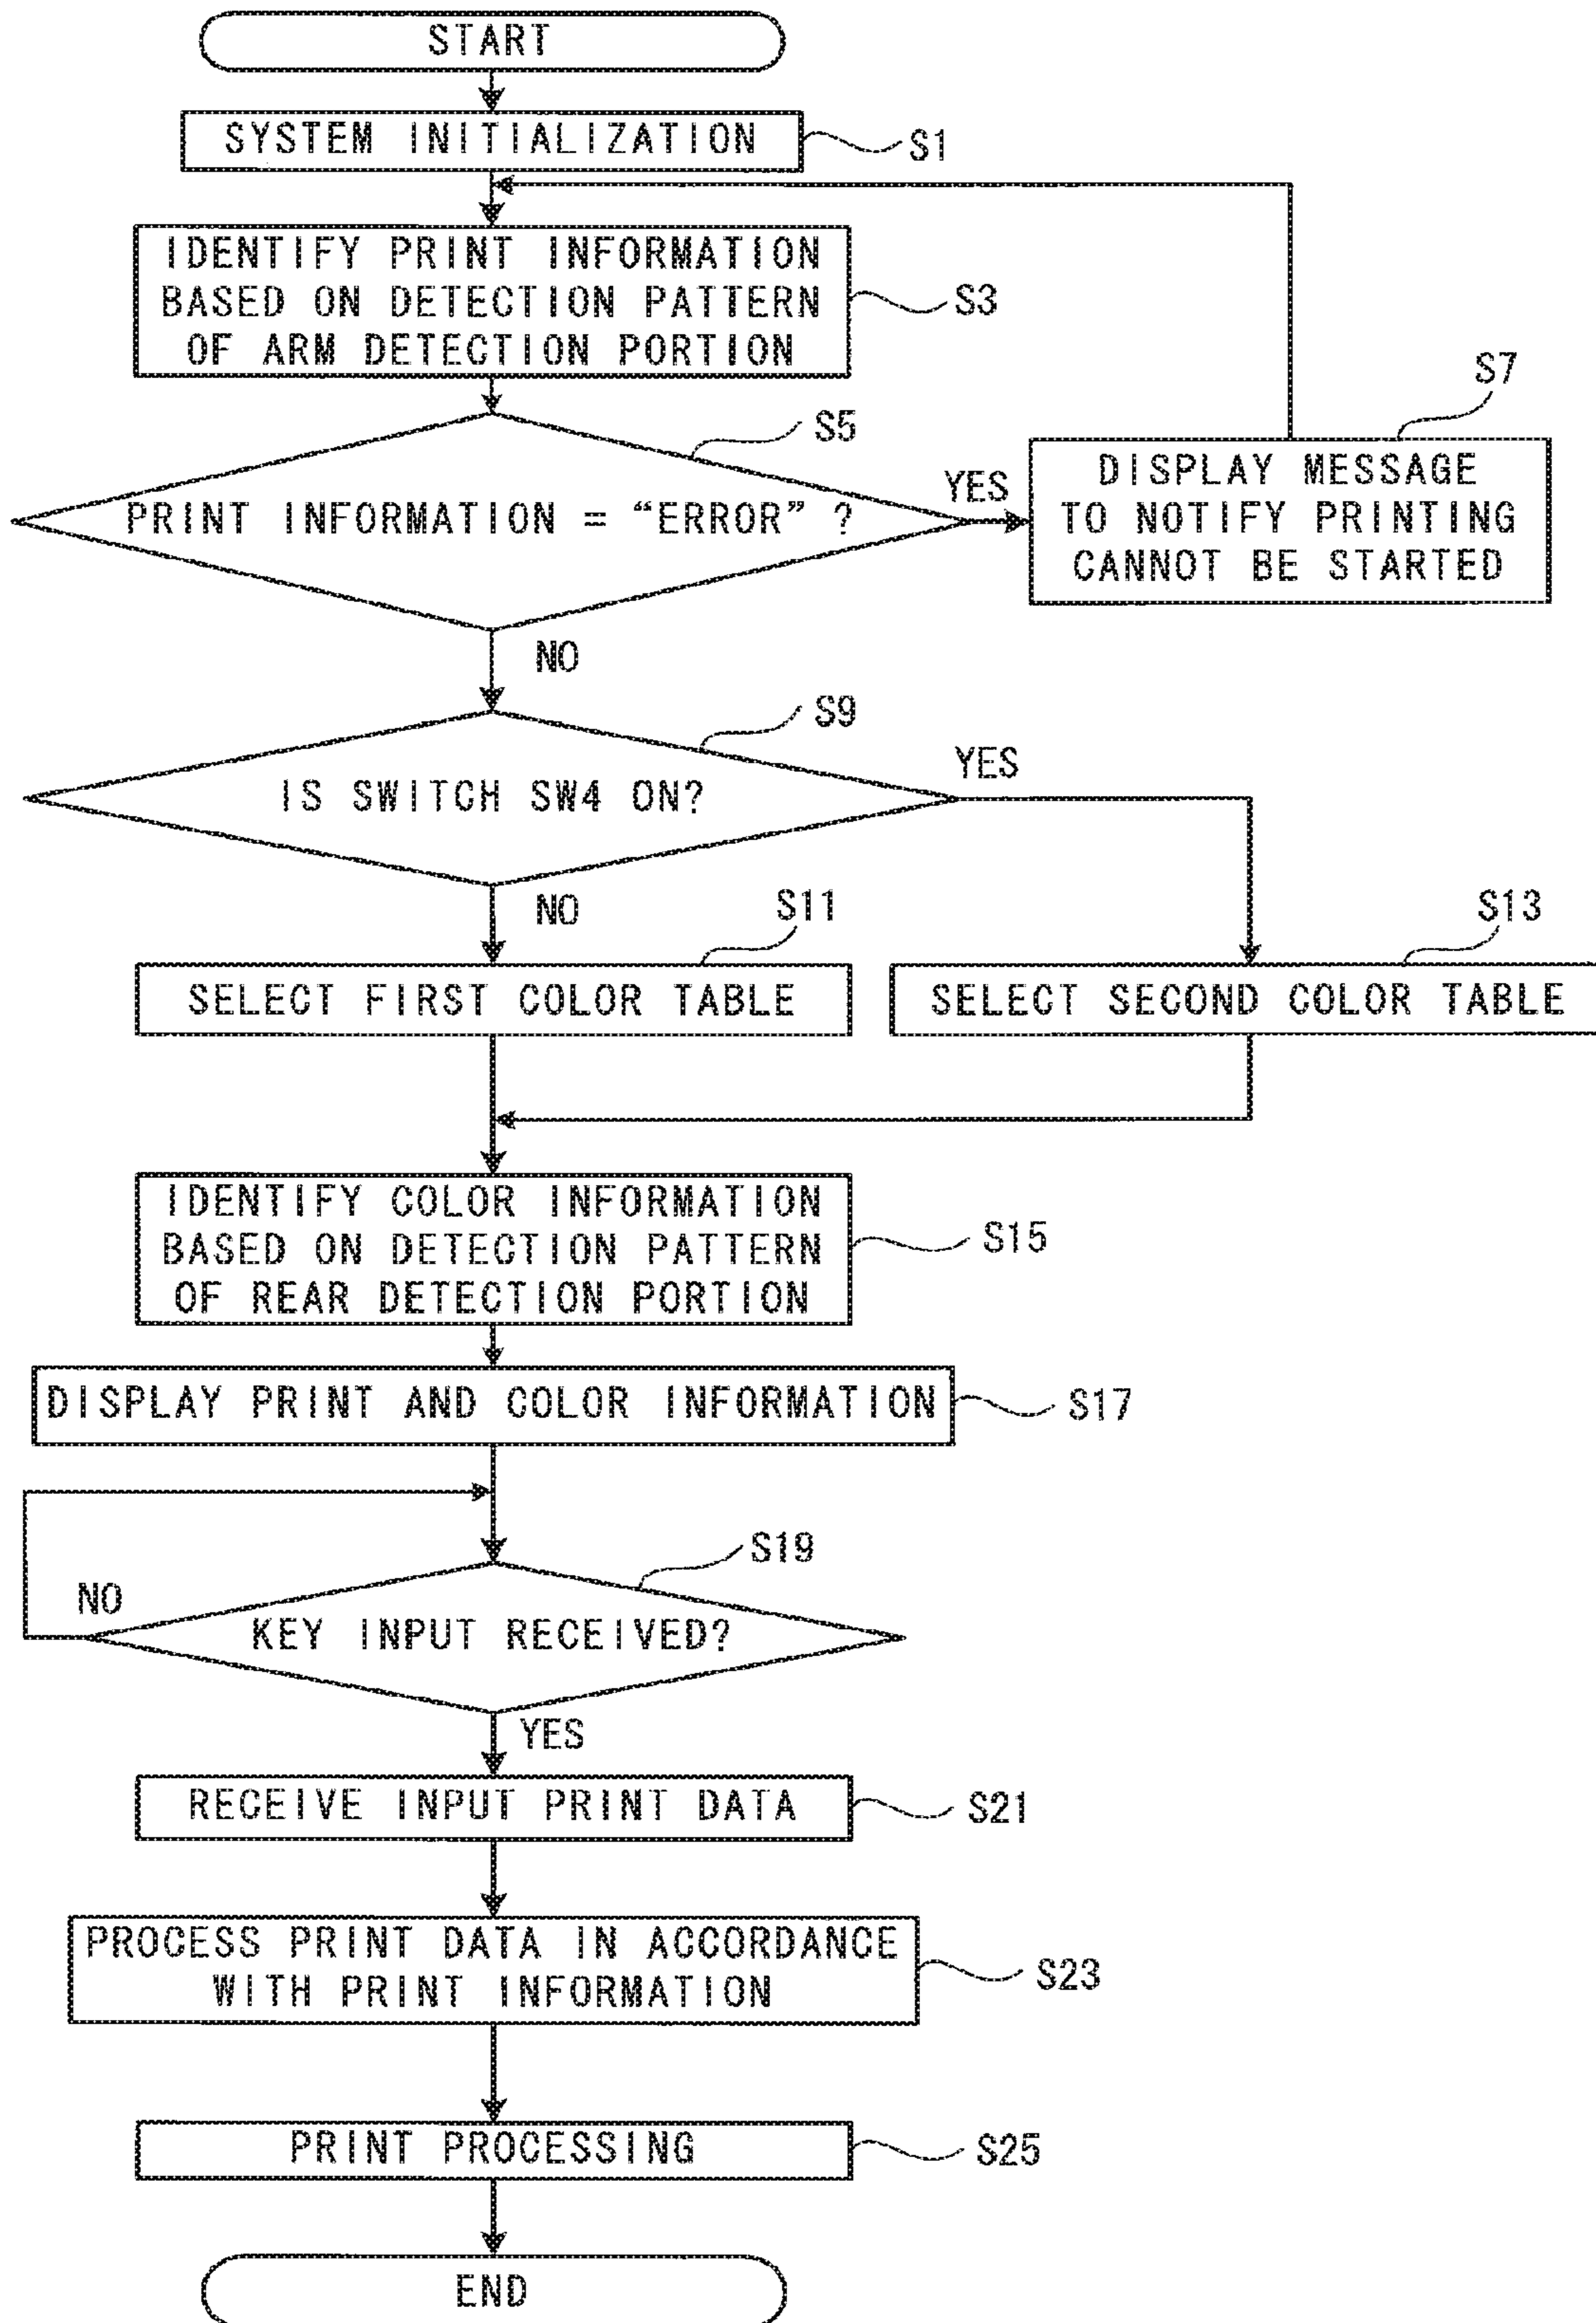 START
SYSTEM INITIALIZATION
S1
IDENTIFY PRINT INFORMATION
BASED ON DETECTION PATTERN
OF ARM DETECTION PORTION
S3
S7
S5
PRINT INFORMATION = “ERROR” ?
YES
DISPLAY MESSAGE
TO NOTIFY PRINTING
CANNOT BE STARTED
NO
S9
IS SWITCH SW4 ON?
YES
NO
S11
S13
SELECT FIRST COLOR TABLE
SELECT SECOND COLOR TABLE
IDENTIFY COLOR INFORMATION
BASED ON DETECTION PATTERN
OF REAR DETECTION PORTION
S15
DISPLAY PRINT AND COLOR INFORMATION
S17
S19
NO
KEY INPUT RECEIVED?
YES
RECEIVE INPUT PRINT DATA
S21
PROCESS PRINT DATA IN ACCORDANCE
WITH PRINT INFORMATION
S23
PRINT PROCESSING
S25
END